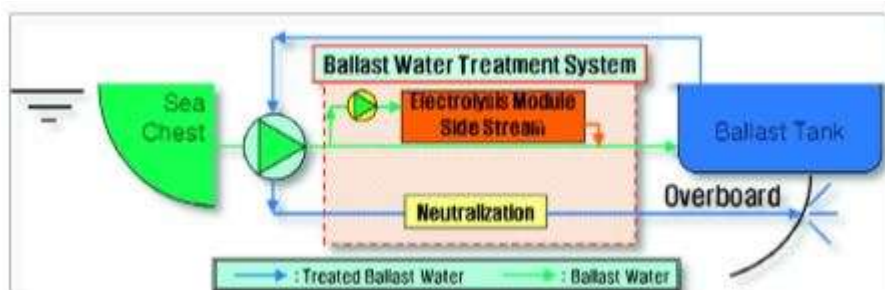 Ballast Water Treatment System
Sea
Chest
Electrolysis Module
Side Stream
Ballast Tank
Neutralization
Overboard
: Treated Ballast Water
: Ballast Water